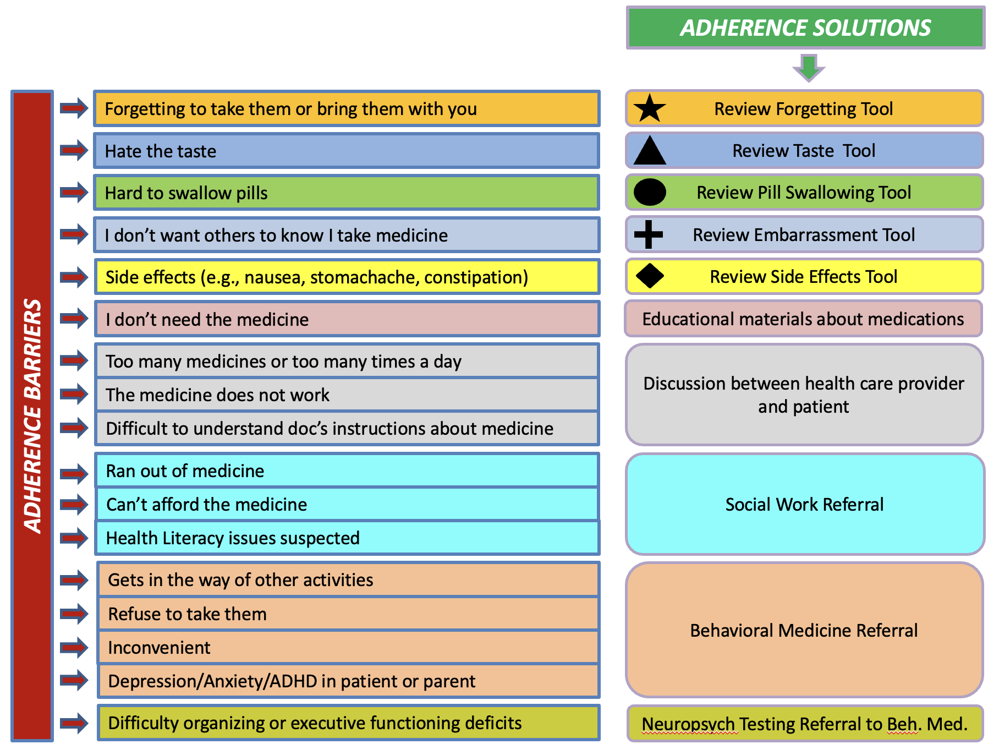 ADHERENCE SOLUTIONS
ADHERENCE BARRIERS
Forgetting to take them or bring them with you
Review Forgetting Tool
Hate the taste
Review Taste  Tool
Hard to swallow pills
Review Pill Swallowing Tool
I don’t want others to know I take medicine
Review Embarrassment Tool
Side effects (e.g., nausea, stomachache, constipation)
Review Side Effects Tool
I don’t need the medicine
Educational materials about medications
Too many medicines or too many times a day
The medicine does not work
Difficult to understand doc’s instructions about medicine
Discussion between health care provider
and patient
Ran out of medicine
Can’t afford the medicine
Health Literacy issues suspected
Social Work Referral
Gets in the way of other activities
Refuse to take them
Inconvenient
Depression/Anxiety/ADHD in patient or parent
Behavioral Medicine Referral
Difficulty organizing or executive functioning deficits
Neuropsych Testing Referral to Beh. Med.